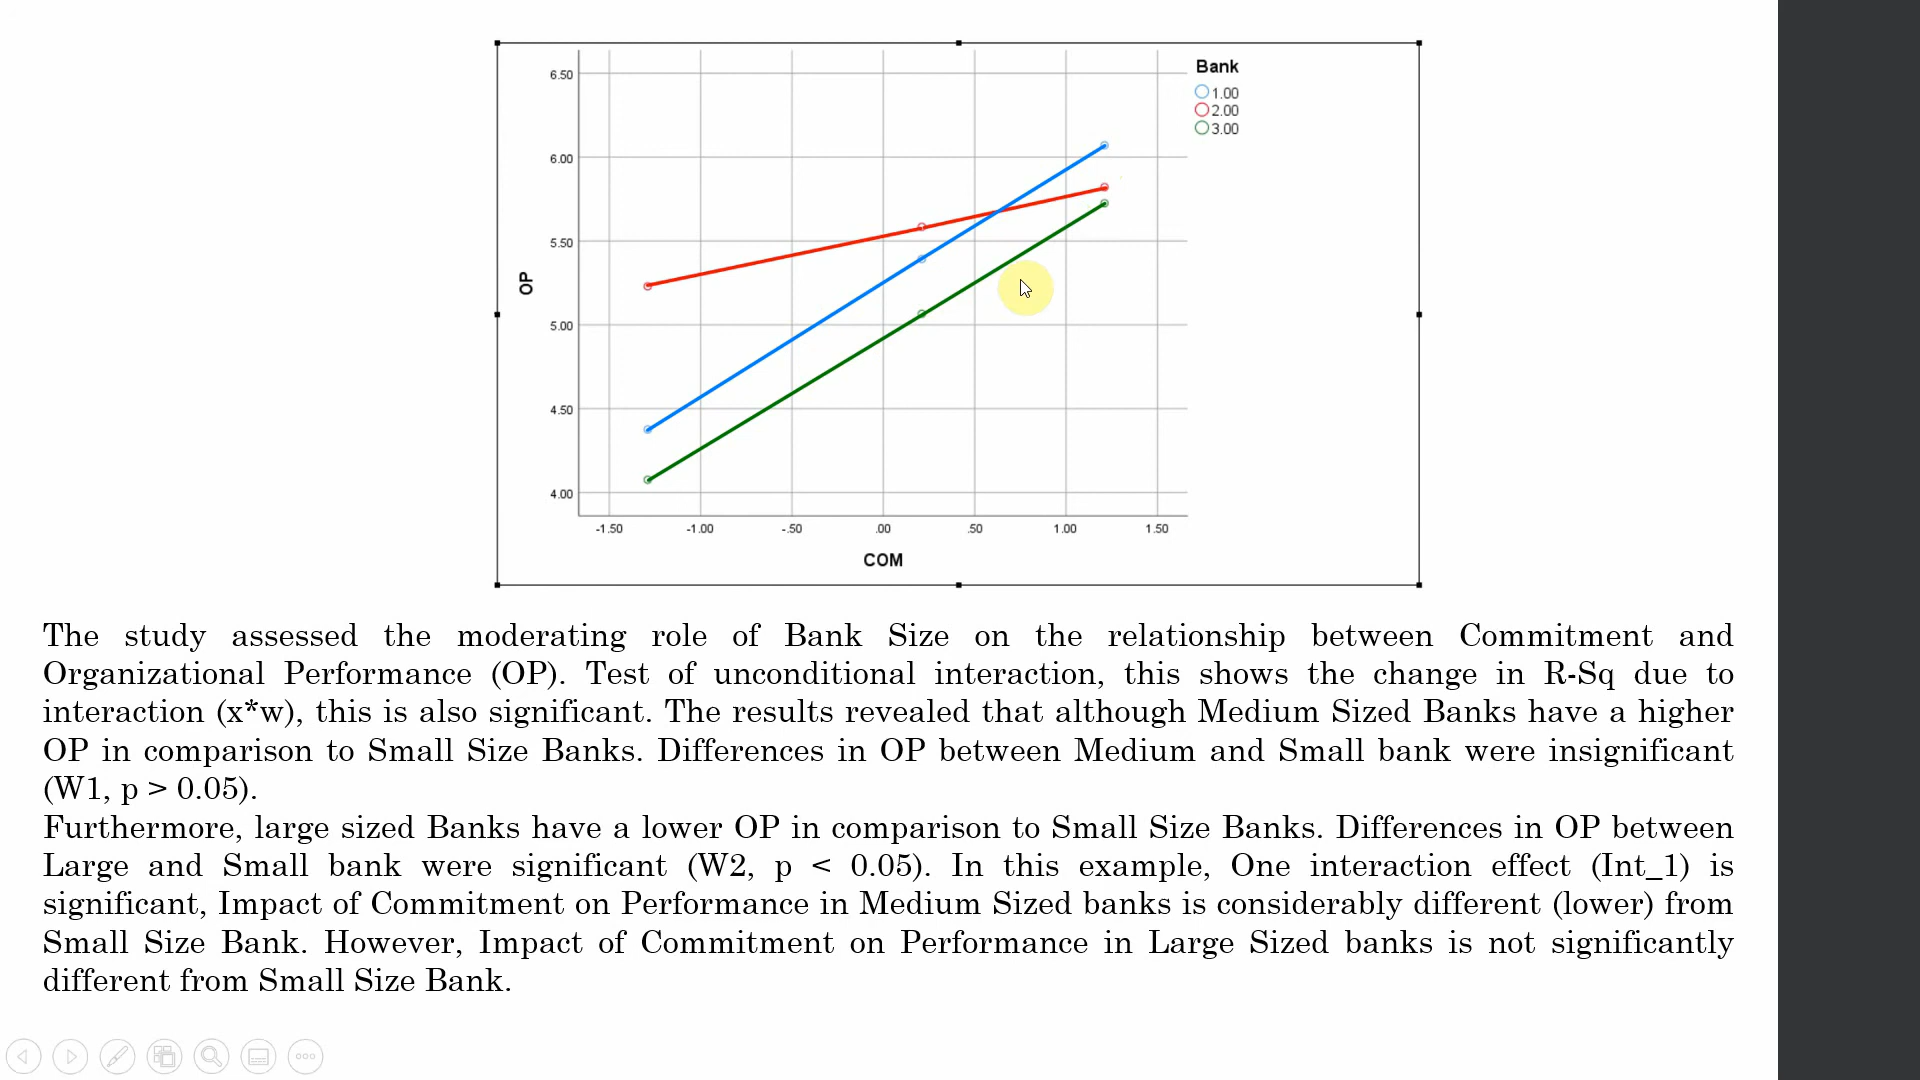 Bank
1.00
2.00
3.00
6.50
6.00
5.50
5.00
4.50
4.00
OP
-1.50 -1.00 -.50 .00 .50 1.00 1.50
COM
The study assessed the moderating role of Bank Size on the relationship between Commitment and
Organizational Performance (OP). Test of unconditional interaction, this shows the change in R-Sq due to
interaction (x*w), this is also significant. The results revealed that although Medium Sized Banks have a higher
OP in comparison to Small Size Banks. Differences in OP between Medium and Small bank were insignificant
(W1, p > 0.05).
Furthermore, large sized Banks have a lower OP in comparison to Small Size Banks. Differences in OP between
Large and Small bank were significant (W2, p < 0.05). In this example, One interaction effect (Int_1) is
significant, Impact of Commitment on Performance in Medium Sized banks is considerably different (lower) from
Small Size Bank. However, Impact of Commitment on Performance in Large Sized banks is not significantly
different from Small Size Bank.